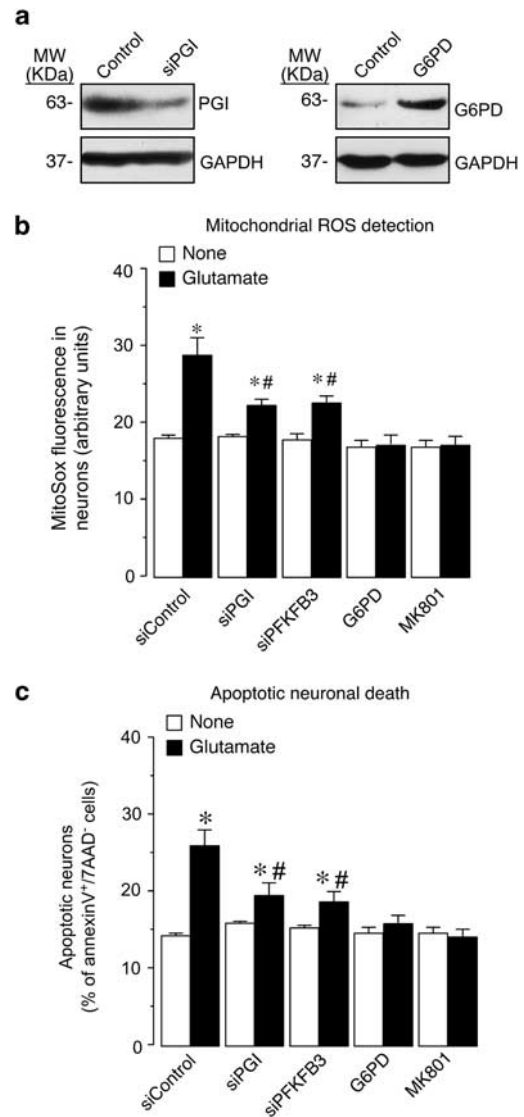 a
MW
(KDa)
Control
siPGI
63-
PGI
37-
GAPDH
MW
(KDa)
Control
G6PD
63-
G6PD
37-
GAPDH
b
Mitochondrial ROS detection
None
Glutamate
MitoSox fluorescence in
neurons (arbitrary units)
40
30
20
10
0
*
*#
*#
siControl
siPGI
siPFKFB3
G6PD
MK801
c
Apoptotic neuronal death
None
Glutamate
Apoptotic neurons
(% of annexinV⁺/7AAD⁻ cells)
40
30
20
10
0
*
*#
*#
siControl
siPGI
siPFKFB3
G6PD
MK801